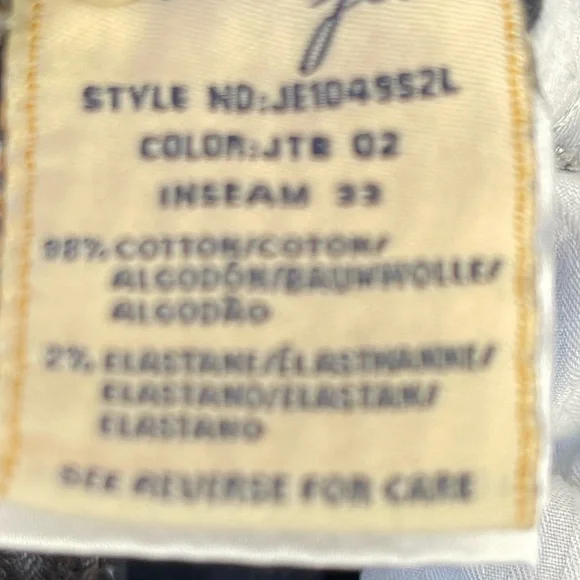 STYLE NO:JE104952L
COLOR:JTB 02
INSEAM 33
98% COTTON/COTON/
ALGODÓN/BAUMWOLLE/
ALGODÃO
2% ELASTANE/ÉLASTHANNE/
ELASTANO/ELASTAN/
ELASTANO
SEE REVERSE FOR CARE